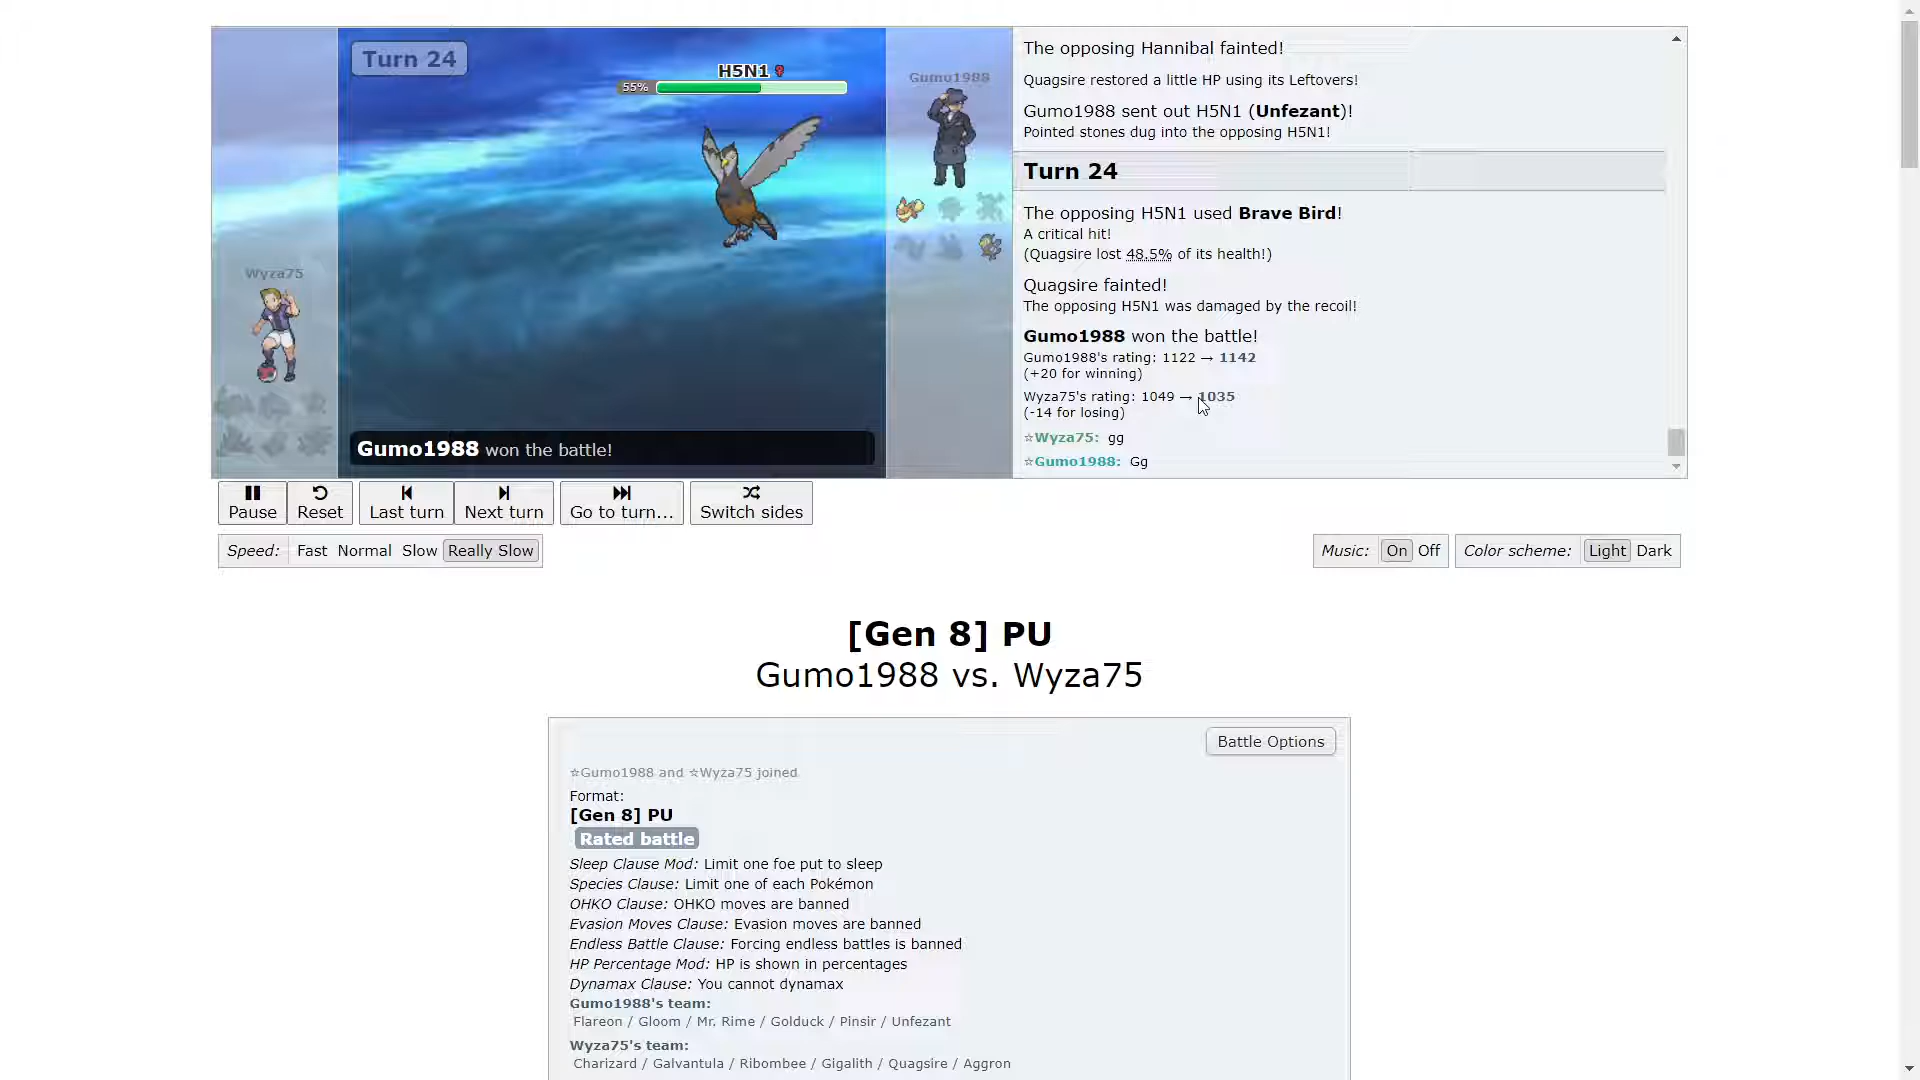 Turn 24
H5N1
55%
Gumo1988
Wyza75
Gumo1988 won the battle!
The opposing Hannibal fainted!
Quagsire restored a little HP using its Leftovers!
Gumo1988 sent out H5N1 (Unfezant)!
Pointed stones dug into the opposing H5N1!
Turn 24
The opposing H5N1 used Brave Bird!
A critical hit!
(Quagsire lost 48.5% of its health!)
Quagsire fainted!
The opposing H5N1 was damaged by the recoil!
Gumo1988 won the battle!
Gumo1988's rating: 1122 → 1142
(+20 for winning)
Wyza75's rating: 1049 → 1035
(-14 for losing)
☆Wyza75: gg
☆Gumo1988: Gg
Pause Reset Last turn Next turn Go to turn... Switch sides
Speed: Fast Normal Slow Really Slow
Music: On Off Color scheme: Light Dark
[Gen 8] PU
Gumo1988 vs. Wyza75
Battle Options
☆Gumo1988 and ☆Wyza75 joined
Format:
[Gen 8] PU
Rated battle
Sleep Clause Mod: Limit one foe put to sleep
Species Clause: Limit one of each Pokémon
OHKO Clause: OHKO moves are banned
Evasion Moves Clause: Evasion moves are banned
Endless Battle Clause: Forcing endless battles is banned
HP Percentage Mod: HP is shown in percentages
Dynamax Clause: You cannot dynamax
Gumo1988's team:
Flareon / Gloom / Mr. Rime / Golduck / Pinsir / Unfezant
Wyza75's team:
Charizard / Galvantula / Ribombee / Gigalith / Quagsire / Aggron